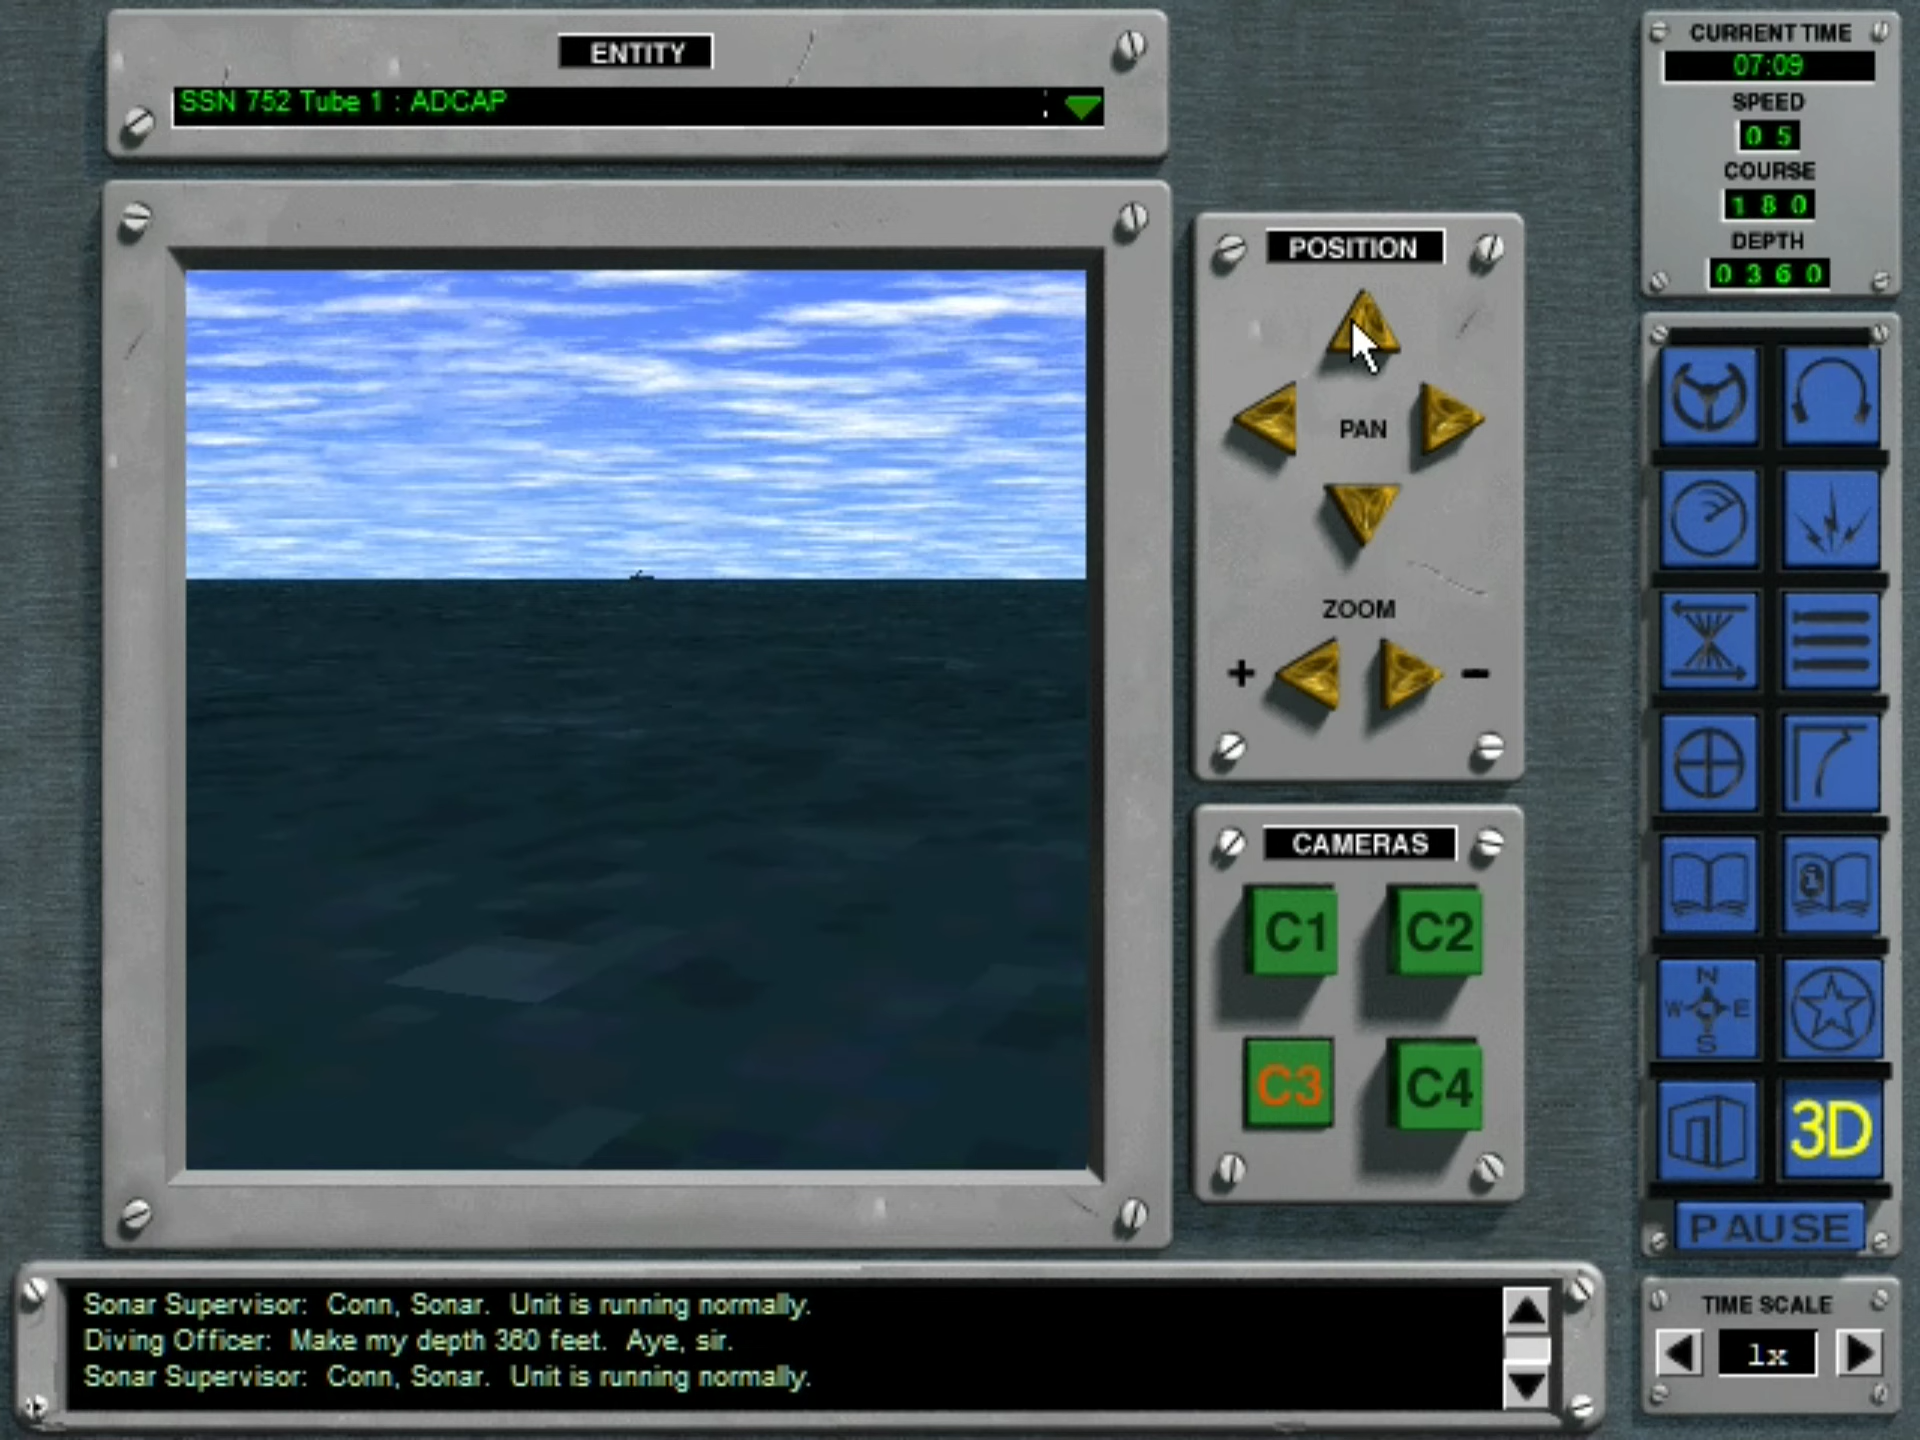 ENTITY
SSN 752 Tube 1 : ADCAP
CURRENT TIME
07:09
SPEED
05
COURSE
180
DEPTH
0360
POSITION
PAN
ZOOM
+ -
CAMERAS
C1 C2
C3 C4
i
N
W E
S
3D
PAUSE
TIME SCALE
1x
Sonar Supervisor: Conn, Sonar. Unit is running normally.
Diving Officer: Make my depth 360 feet. Aye, sir.
Sonar Supervisor: Conn, Sonar. Unit is running normally.